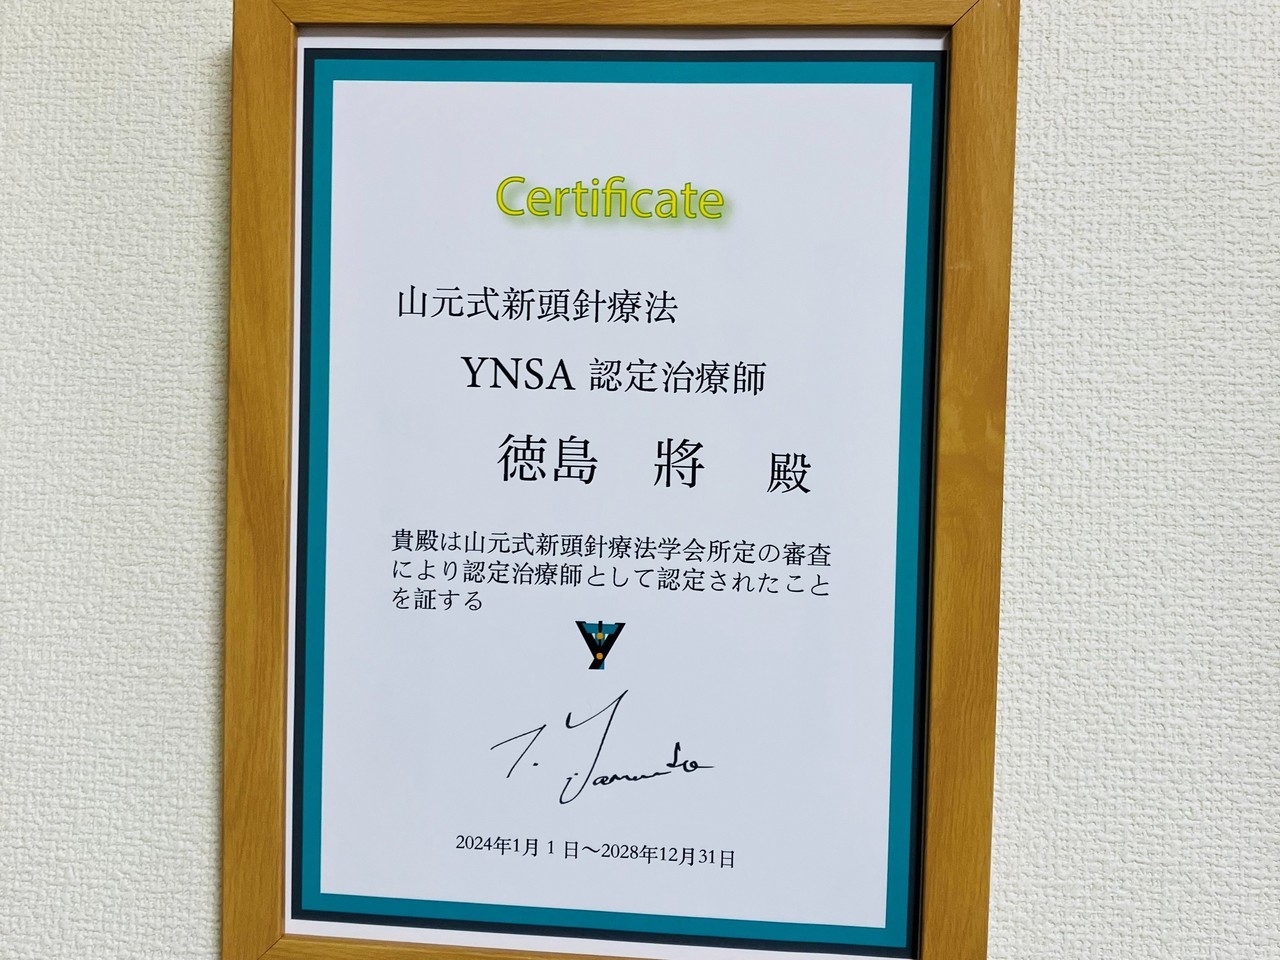 Certificate
山元式新頭針療法
YNSA 認定治療師
徳島　將　殿
貴殿は山元式新頭針療法学会所定の審査
により認定治療師として認定されたこと
を証する
T. Yamamoto
2024年1月1日〜2028年12月31日